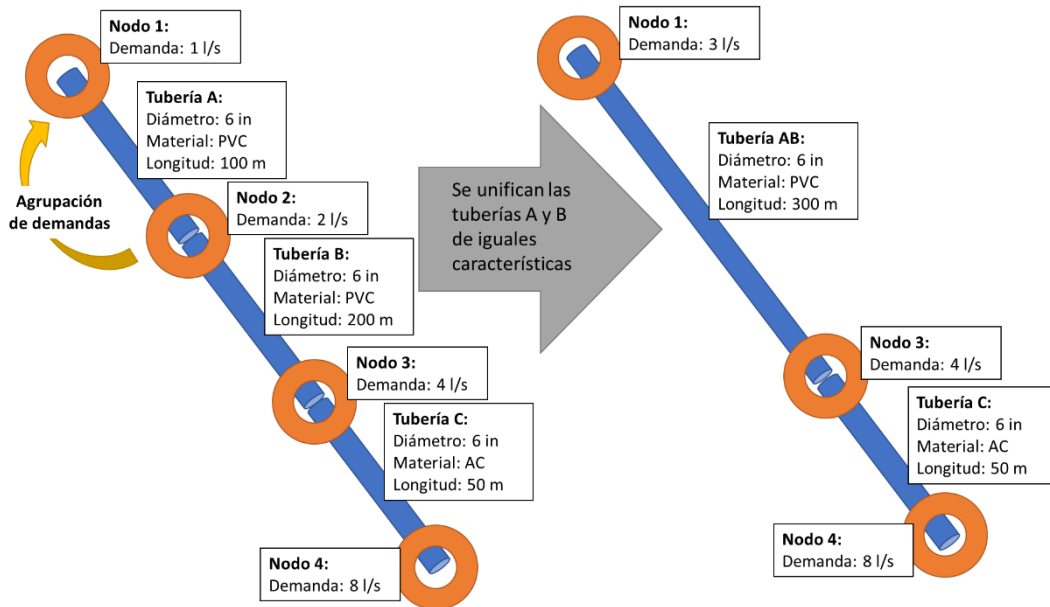 Nodo 1:
Demanda: 1 l/s
Tubería A:
Diámetro: 6 in
Material: PVC
Longitud: 100 m
Agrupación
de demandas
Nodo 2:
Demanda: 2 l/s
Tubería B:
Diámetro: 6 in
Material: PVC
Longitud: 200 m
Nodo 3:
Demanda: 4 l/s
Tubería C:
Diámetro: 6 in
Material: AC
Longitud: 50 m
Nodo 4:
Demanda: 8 l/s
Se unifican las
tuberías A y B
de iguales
características
Nodo 1:
Demanda: 3 l/s
Tubería AB:
Diámetro: 6 in
Material: PVC
Longitud: 300 m
Nodo 3:
Demanda: 4 l/s
Tubería C:
Diámetro: 6 in
Material: AC
Longitud: 50 m
Nodo 4:
Demanda: 8 l/s